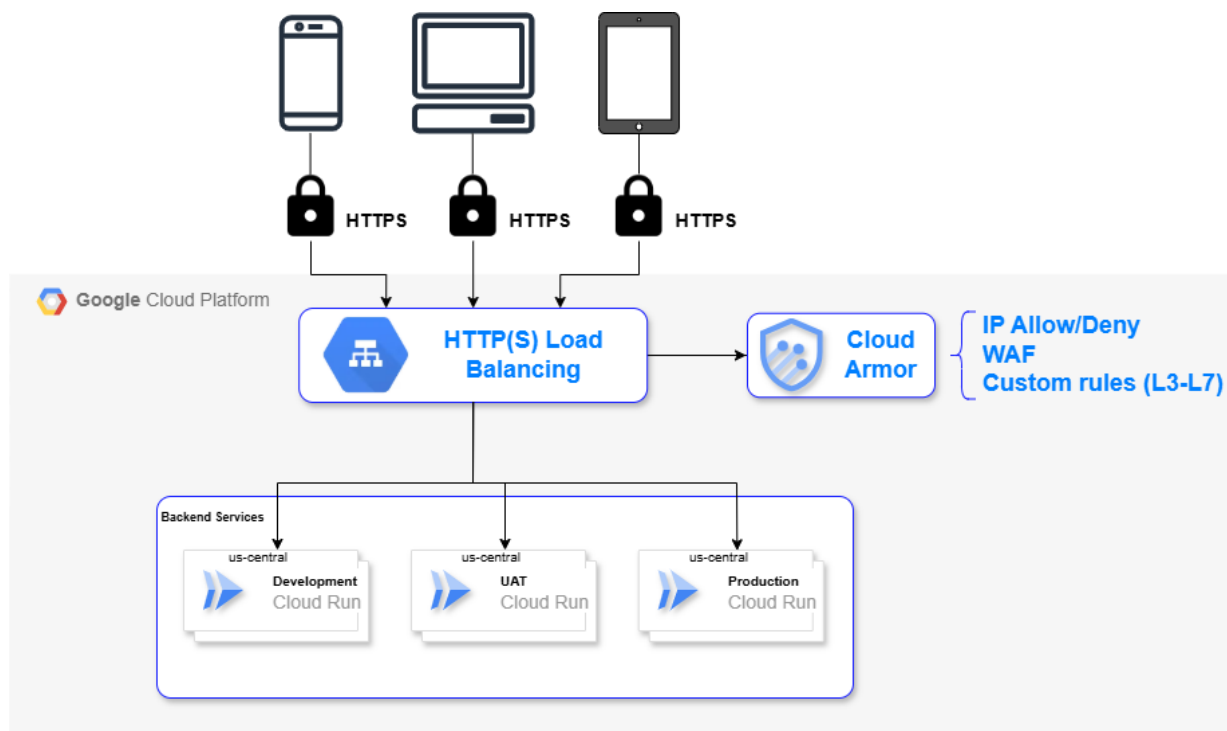 HTTPS
HTTPS
HTTPS
Google Cloud Platform
HTTP(S) Load
Balancing
Cloud
Armor
IP Allow/Deny
WAF
Custom rules (L3-L7)
Backend Services
us-central
Development
Cloud Run
us-central
UAT
Cloud Run
us-central
Production
Cloud Run